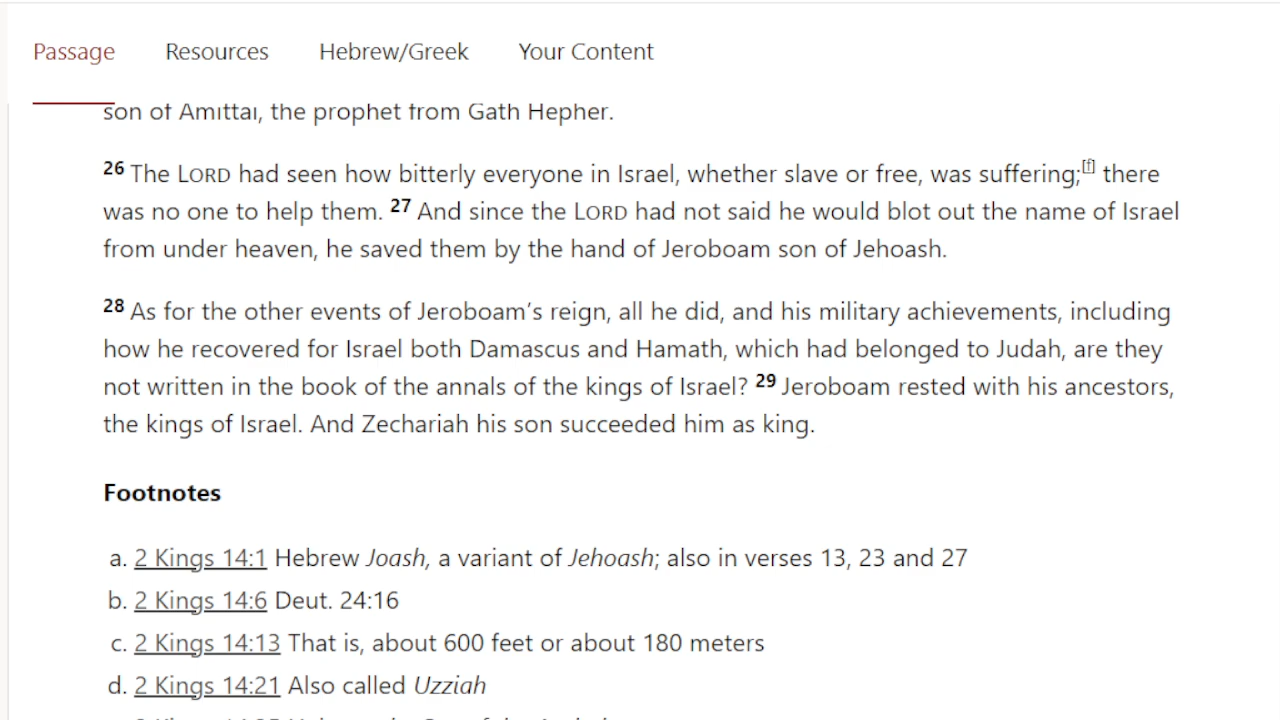 Passage Resources Hebrew/Greek Your Content
son of Amittai, the prophet from Gath Hepher.
26 The LORD had seen how bitterly everyone in Israel, whether slave or free, was suffering;[f] there
was no one to help them. 27 And since the LORD had not said he would blot out the name of Israel
from under heaven, he saved them by the hand of Jeroboam son of Jehoash.
28 As for the other events of Jeroboam’s reign, all he did, and his military achievements, including
how he recovered for Israel both Damascus and Hamath, which had belonged to Judah, are they
not written in the book of the annals of the kings of Israel? 29 Jeroboam rested with his ancestors,
the kings of Israel. And Zechariah his son succeeded him as king.
Footnotes
a. 2 Kings 14:1 Hebrew Joash, a variant of Jehoash; also in verses 13, 23 and 27
b. 2 Kings 14:6 Deut. 24:16
c. 2 Kings 14:13 That is, about 600 feet or about 180 meters
d. 2 Kings 14:21 Also called Uzziah